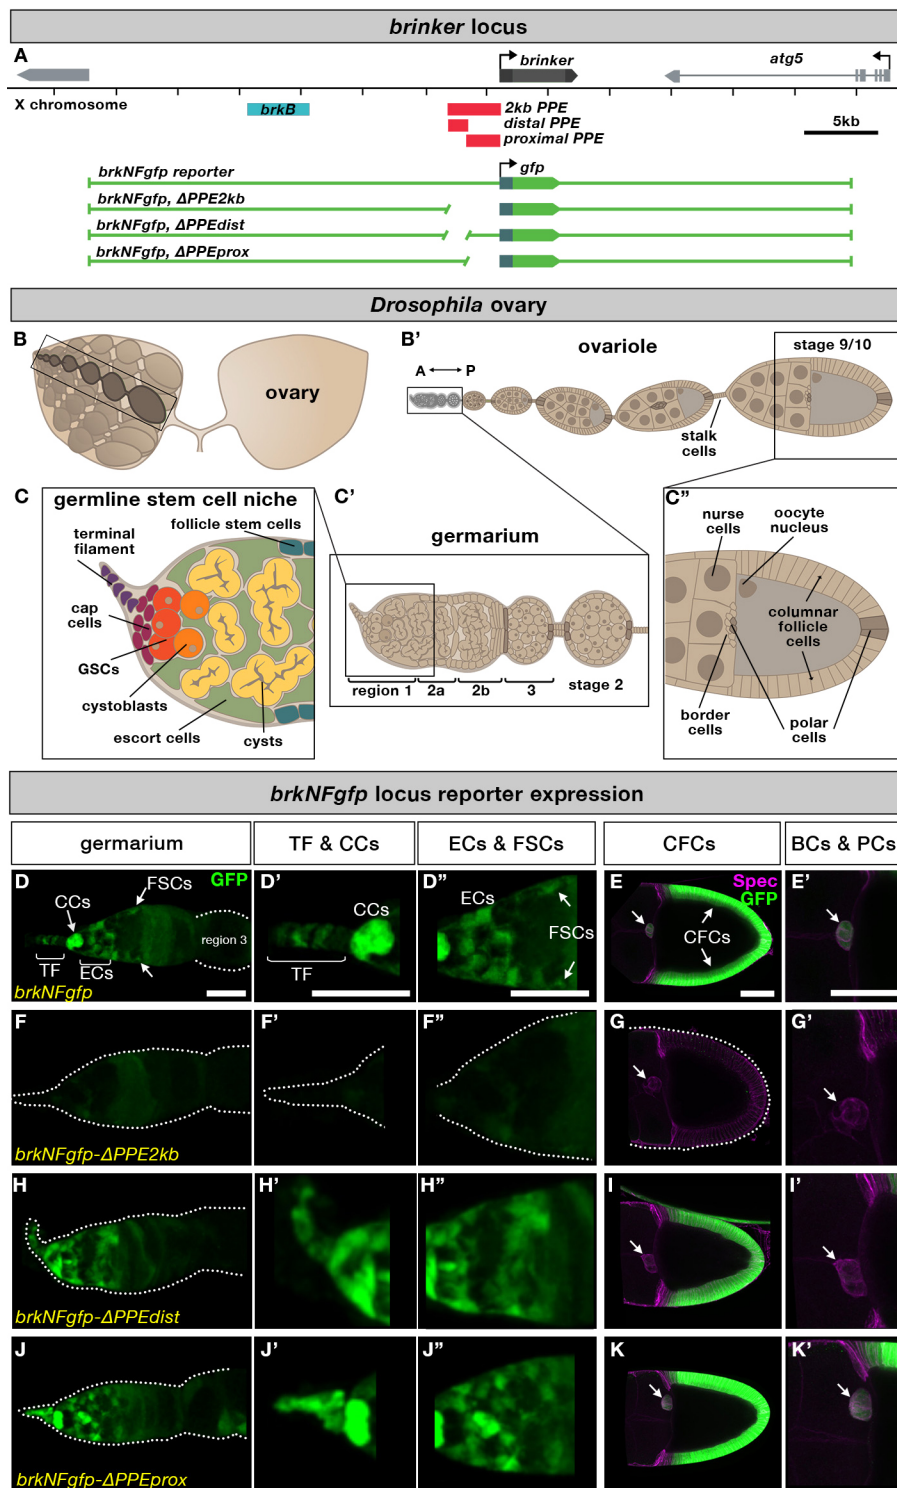 brinker locus
A
brinker
atg5
X chromosome
brkB
2kb PPE
distal PPE
proximal PPE
5kb
brkNFgfp reporter
gfp
brkNFgfp, ΔPPE2kb
brkNFgfp, ΔPPEdist
brkNFgfp, ΔPPEprox
Drosophila ovary
B
ovary
B'
ovariole
A P
stage 9/10
stalk
cells
C
germline stem cell niche
follicle stem cells
terminal
filament
cap
cells
GSCs
cystoblasts
escort cells
cysts
C'
germarium
region 1
2a
2b
3
stage 2
C"
nurse
cells
oocyte
nucleus
columnar
follicle
cells
border
cells
polar
cells
brkNFgfp locus reporter expression
germarium
TF & CCs
ECs & FSCs
CFCs
BCs & PCs
D
GFP
FSCs
CCs
region 3
TF
ECs
brkNFgfp
D'
CCs
TF
D"
ECs
FSCs
E
Spec
GFP
CFCs
E'
F
brkNFgfp-ΔPPE2kb
F'
F"
G
G'
H
brkNFgfp-ΔPPEdist
H'
H"
I
I'
J
brkNFgfp-ΔPPEprox
J'
J"
K
K'